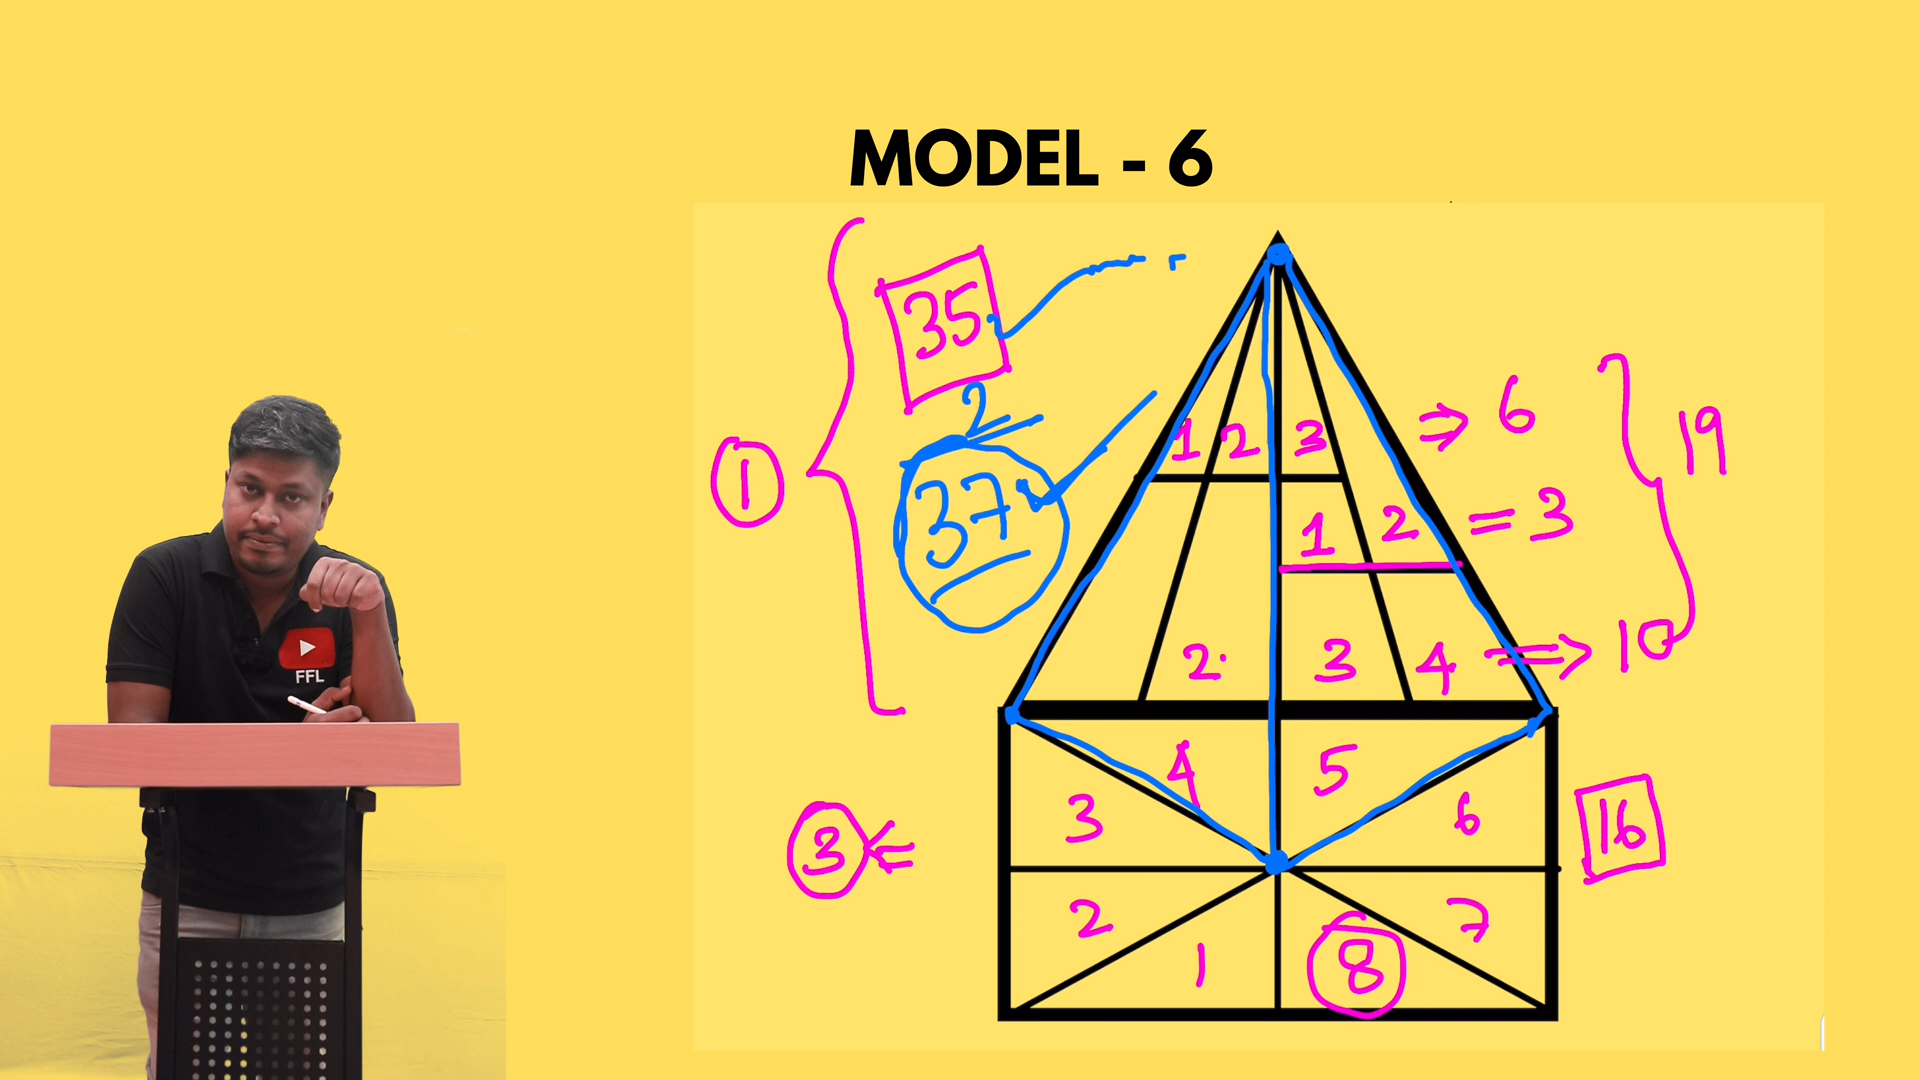 MODEL - 6
35
2
37
1
1 2 3 ⇒ 6
1 2 = 3
19
2 3 4 ⇒ 10
FFL
4 5
3 6
3 ⇐
16
2 7
1 8